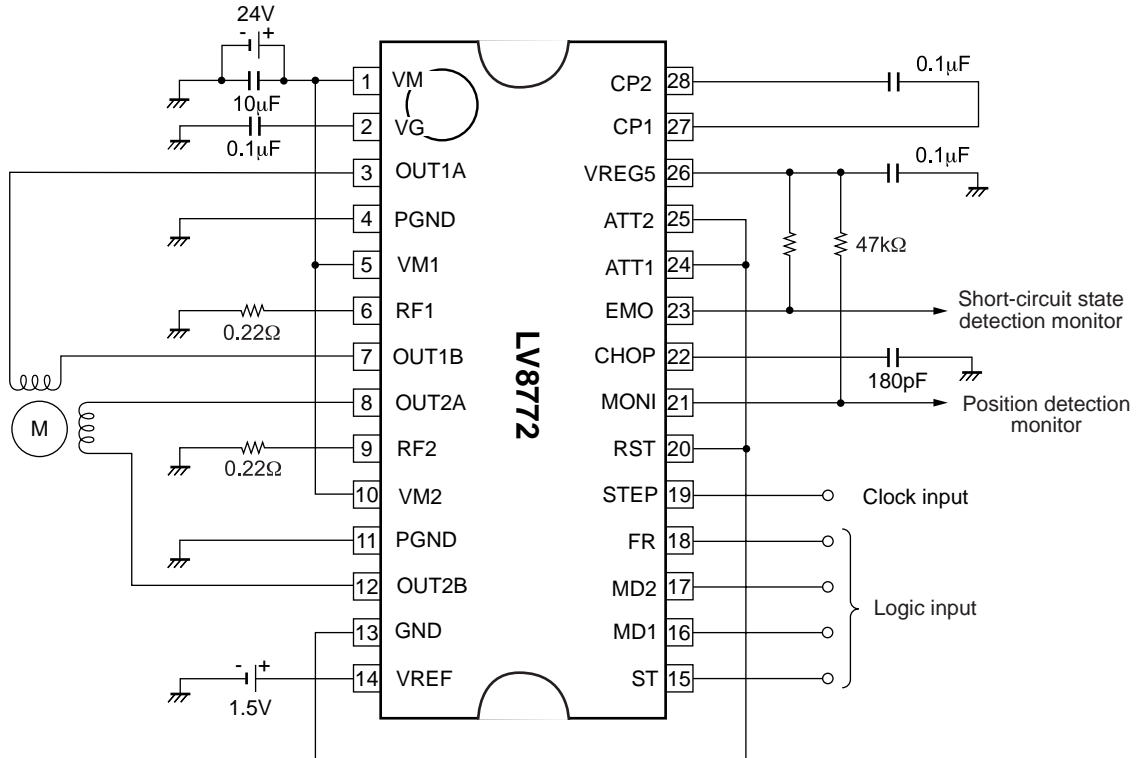 24V
- +
10μF
0.1μF
1 VM
2 VG
3 OUT1A
4 PGND
5 VM1
6 RF1
0.22Ω
7 OUT1B
8 OUT2A
M
9 RF2
0.22Ω
10 VM2
11 PGND
12 OUT2B
13 GND
- +
14 VREF
1.5V
LV8772
CP2 28
0.1μF
CP1 27
VREG5 26
0.1μF
ATT2 25
47kΩ
ATT1 24
EMO 23
Short-circuit state
detection monitor
CHOP 22
180pF
MONI 21
Position detection
monitor
RST 20
STEP 19
Clock input
FR 18
MD2 17
Logic input
MD1 16
ST 15